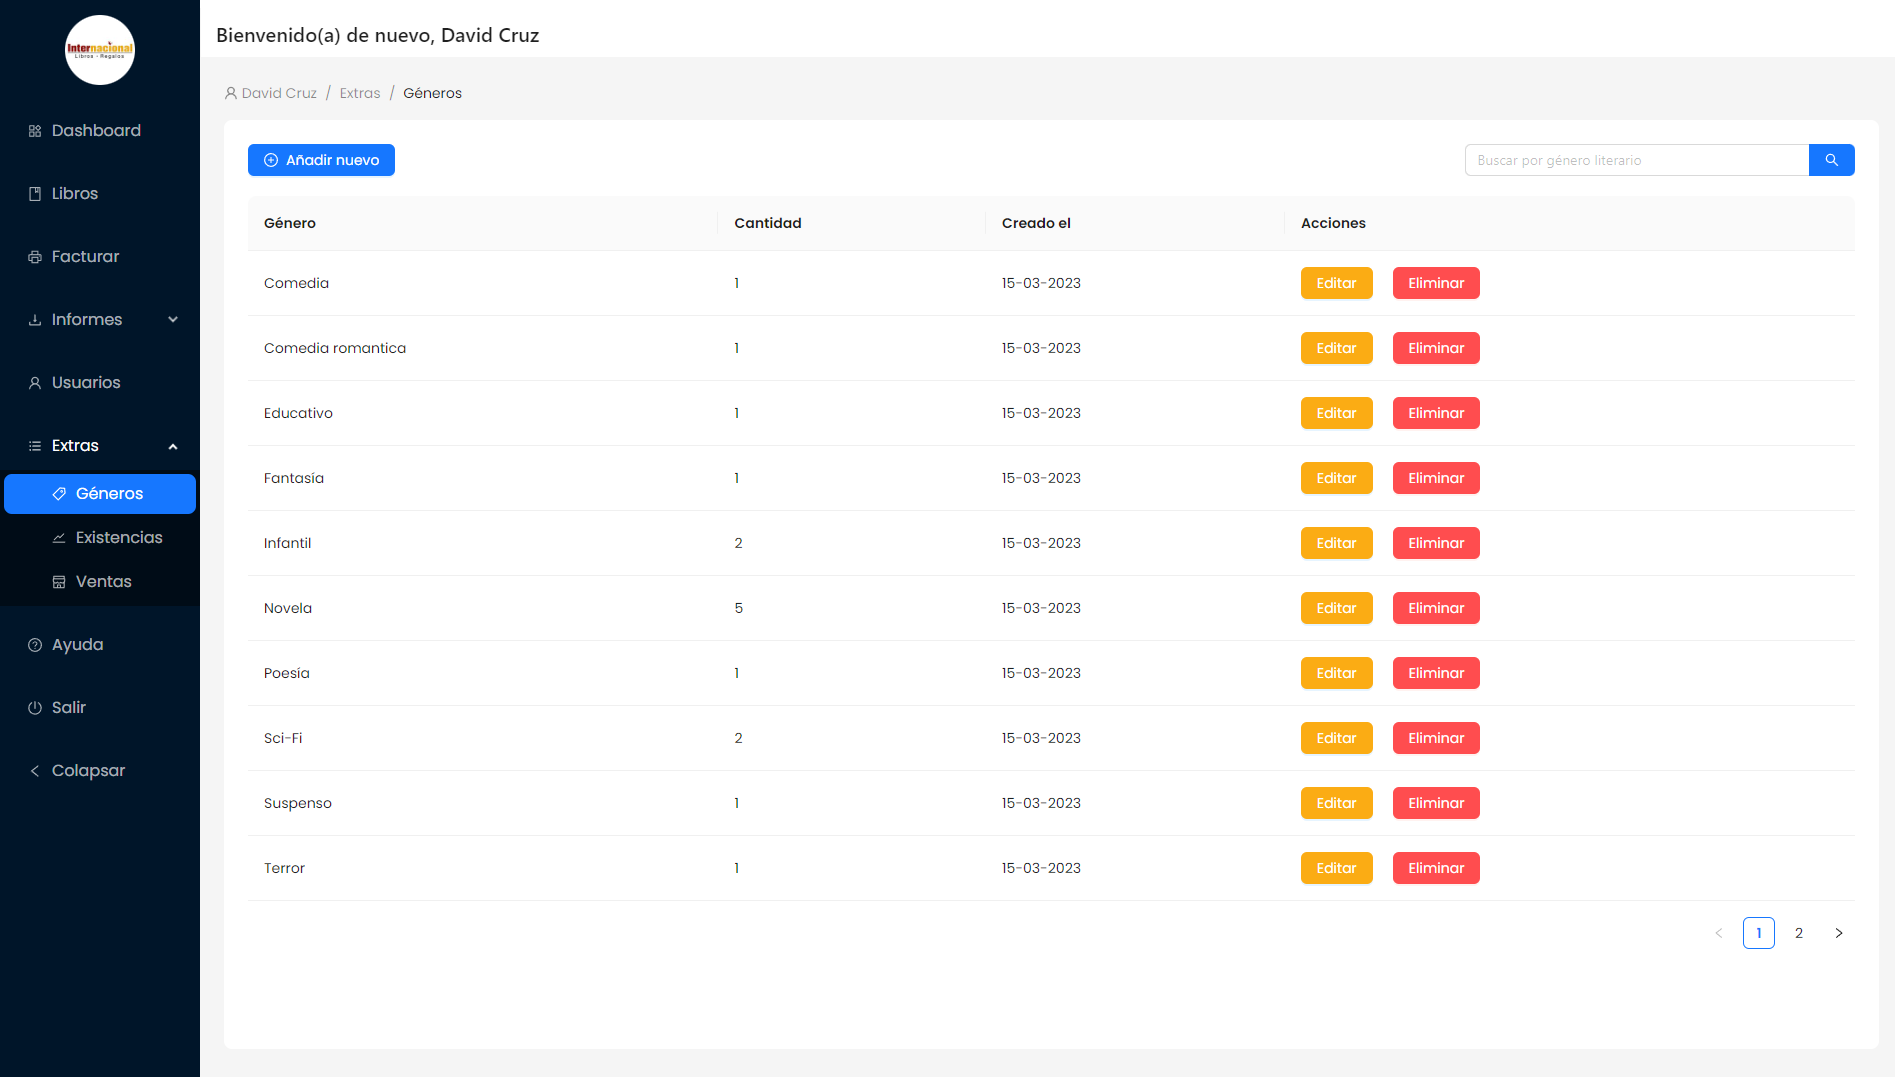 Internacional
Libros - Regalos
Bienvenido(a) de nuevo, David Cruz
David Cruz / Extras / Géneros
Dashboard
Libros
Facturar
Informes
Usuarios
Extras
Géneros
Existencias
Ventas
Ayuda
Salir
Colapsar
Añadir nuevo
Buscar por género literario
Género Cantidad Creado el Acciones
Comedia 1 15-03-2023 Editar Eliminar
Comedia romantica 1 15-03-2023 Editar Eliminar
Educativo 1 15-03-2023 Editar Eliminar
Fantasía 1 15-03-2023 Editar Eliminar
Infantil 2 15-03-2023 Editar Eliminar
Novela 5 15-03-2023 Editar Eliminar
Poesía 1 15-03-2023 Editar Eliminar
Sci-Fi 2 15-03-2023 Editar Eliminar
Suspenso 1 15-03-2023 Editar Eliminar
Terror 1 15-03-2023 Editar Eliminar
< 1 2 >